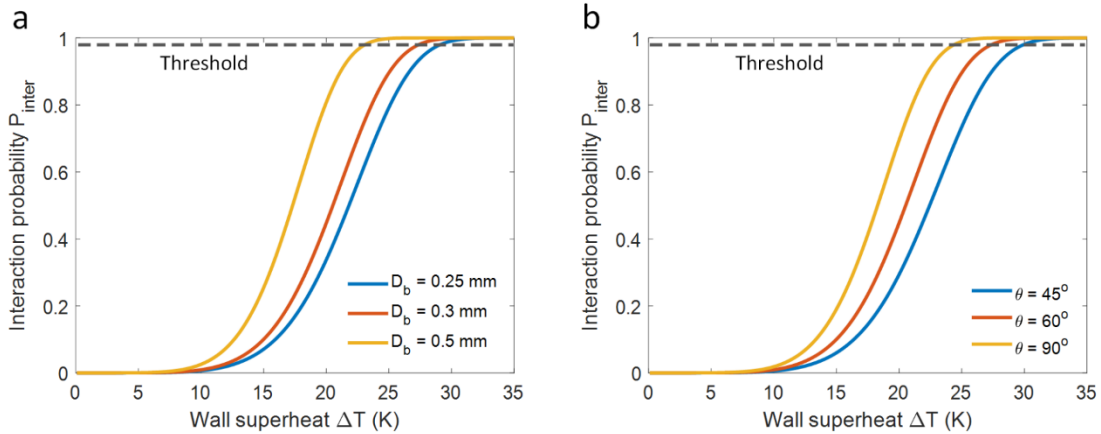 a
Interaction probability P_inter
1
0.8
0.6
0.4
0.2
0
Threshold
D_b = 0.25 mm
D_b = 0.3 mm
D_b = 0.5 mm
0 5 10 15 20 25 30 35
Wall superheat ΔT (K)
b
Interaction probability P_inter
1
0.8
0.6
0.4
0.2
0
Threshold
θ = 45°
θ = 60°
θ = 90°
0 5 10 15 20 25 30 35
Wall superheat ΔT (K)